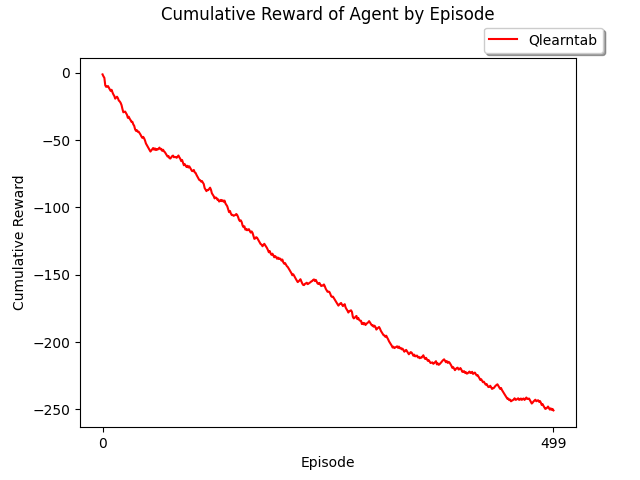 Cumulative Reward of Agent by Episode
Qlearntab
0
−50
−100
−150
−200
−250
Cumulative Reward
0
499
Episode